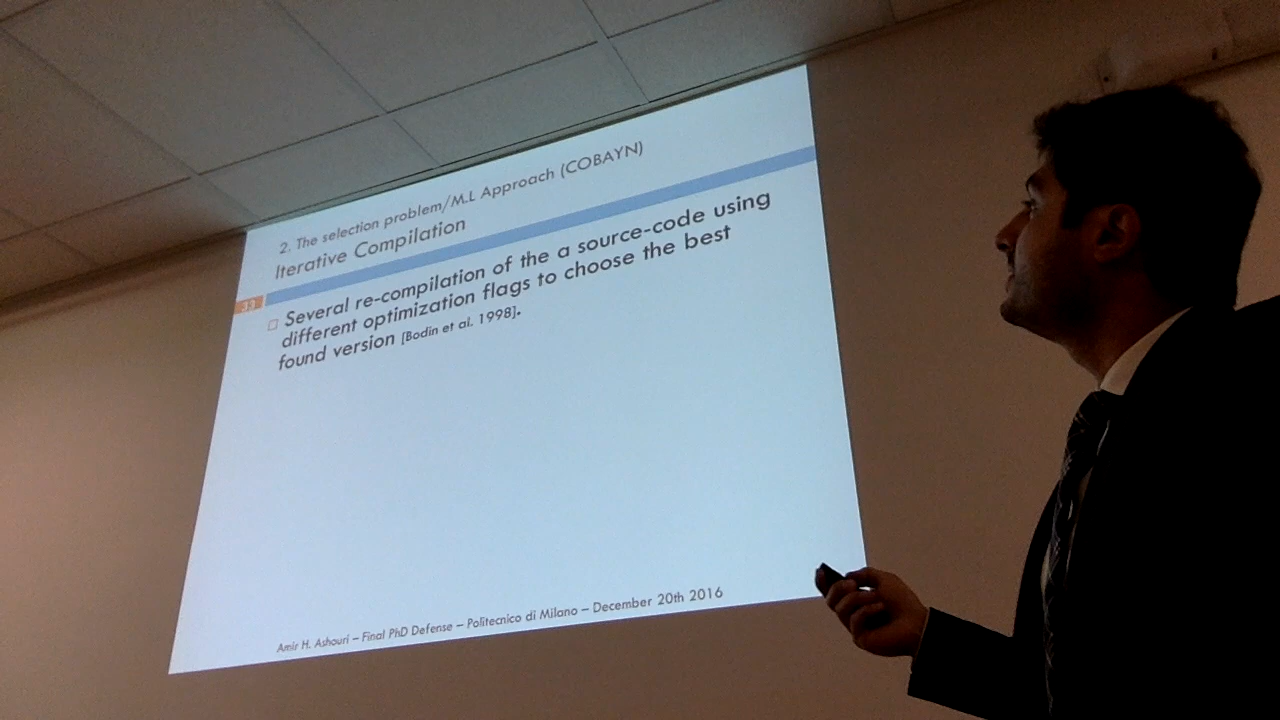 2. The selection problem/M.L Approach (COBAYN)
Iterative Compilation
33
Several re-compilation of the a source-code using
different optimization flags to choose the best
found version [Bodin et al. 1998].
Amir H. Ashouri – Final PhD Defense – Politecnico di Milano – December 20th 2016